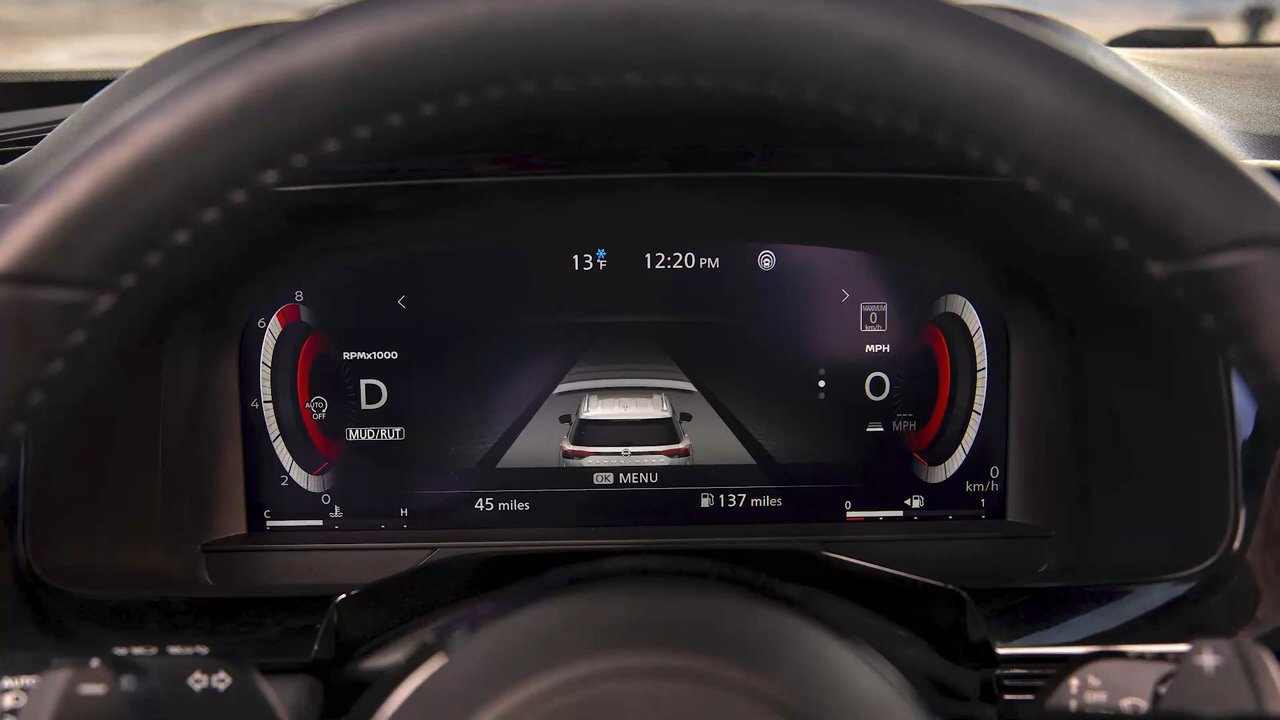 13°F 12:20 PM
8
6
4
2
0
RPMx1000
D
MUD/RUT
AUTO
OFF
MAXIMUM
0
km/h
MPH
0
MPH
0
km/h
OK MENU
45 miles
137 miles
C H
0 1
AUTO